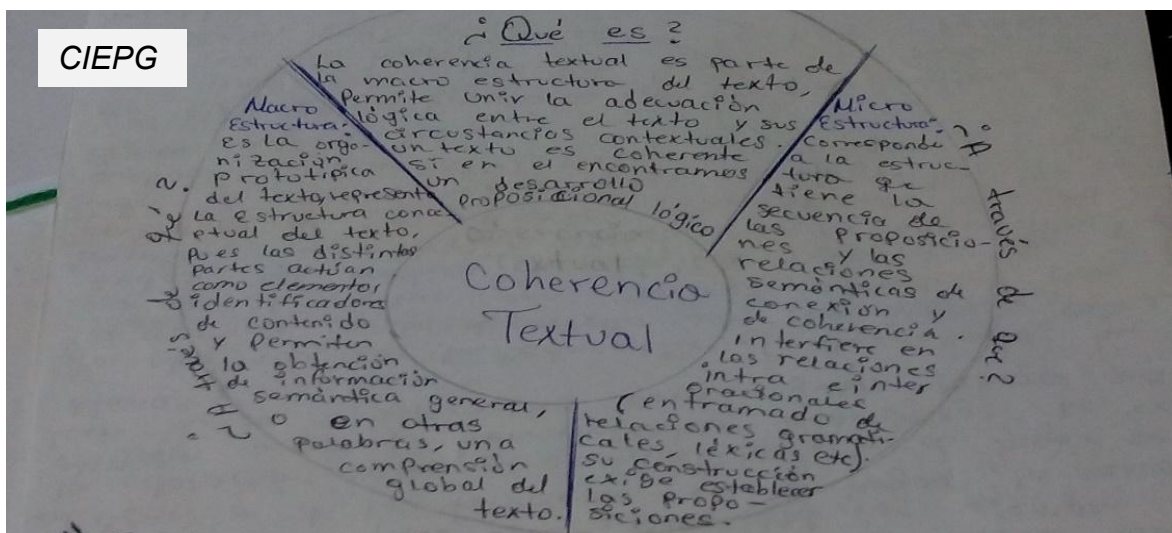 CIEPG
¿Qué es?
La coherencia textual es parte de
la macro estructura del texto,
Permite unir la adecuación
lógica entre el texto y sus
circustancias contextuales.
un texto es coherente
si en el encontramos
un desarrollo
proposicional lógico
Coherencia
Textual
Macro
Estructura:
es la orga-
nización
prototipica
del texto, representa
la estructura conc
eptual del texto,
pues las distintas
partes actúan
como elementos
identificadores
de contenido
y permiten
la obtención
de información
semántica general,
o en otras
palabras, una
comprensión
global del
texto.
¿A través de qué?
Micro
Estructura:
Corresponde
a la estruc-
tura qe
tiene la
secuencia de
las proposicio-
nes y las
relaciones
semánticas de
conexión y
de coherencia.
interfiere en
las relaciones
intra e inter
oracionales
(entramado de
relaciones gramati-
cales, léxicas etc).
su construcción
exige establecer
las propo-
siciones.
¿A través de qué?